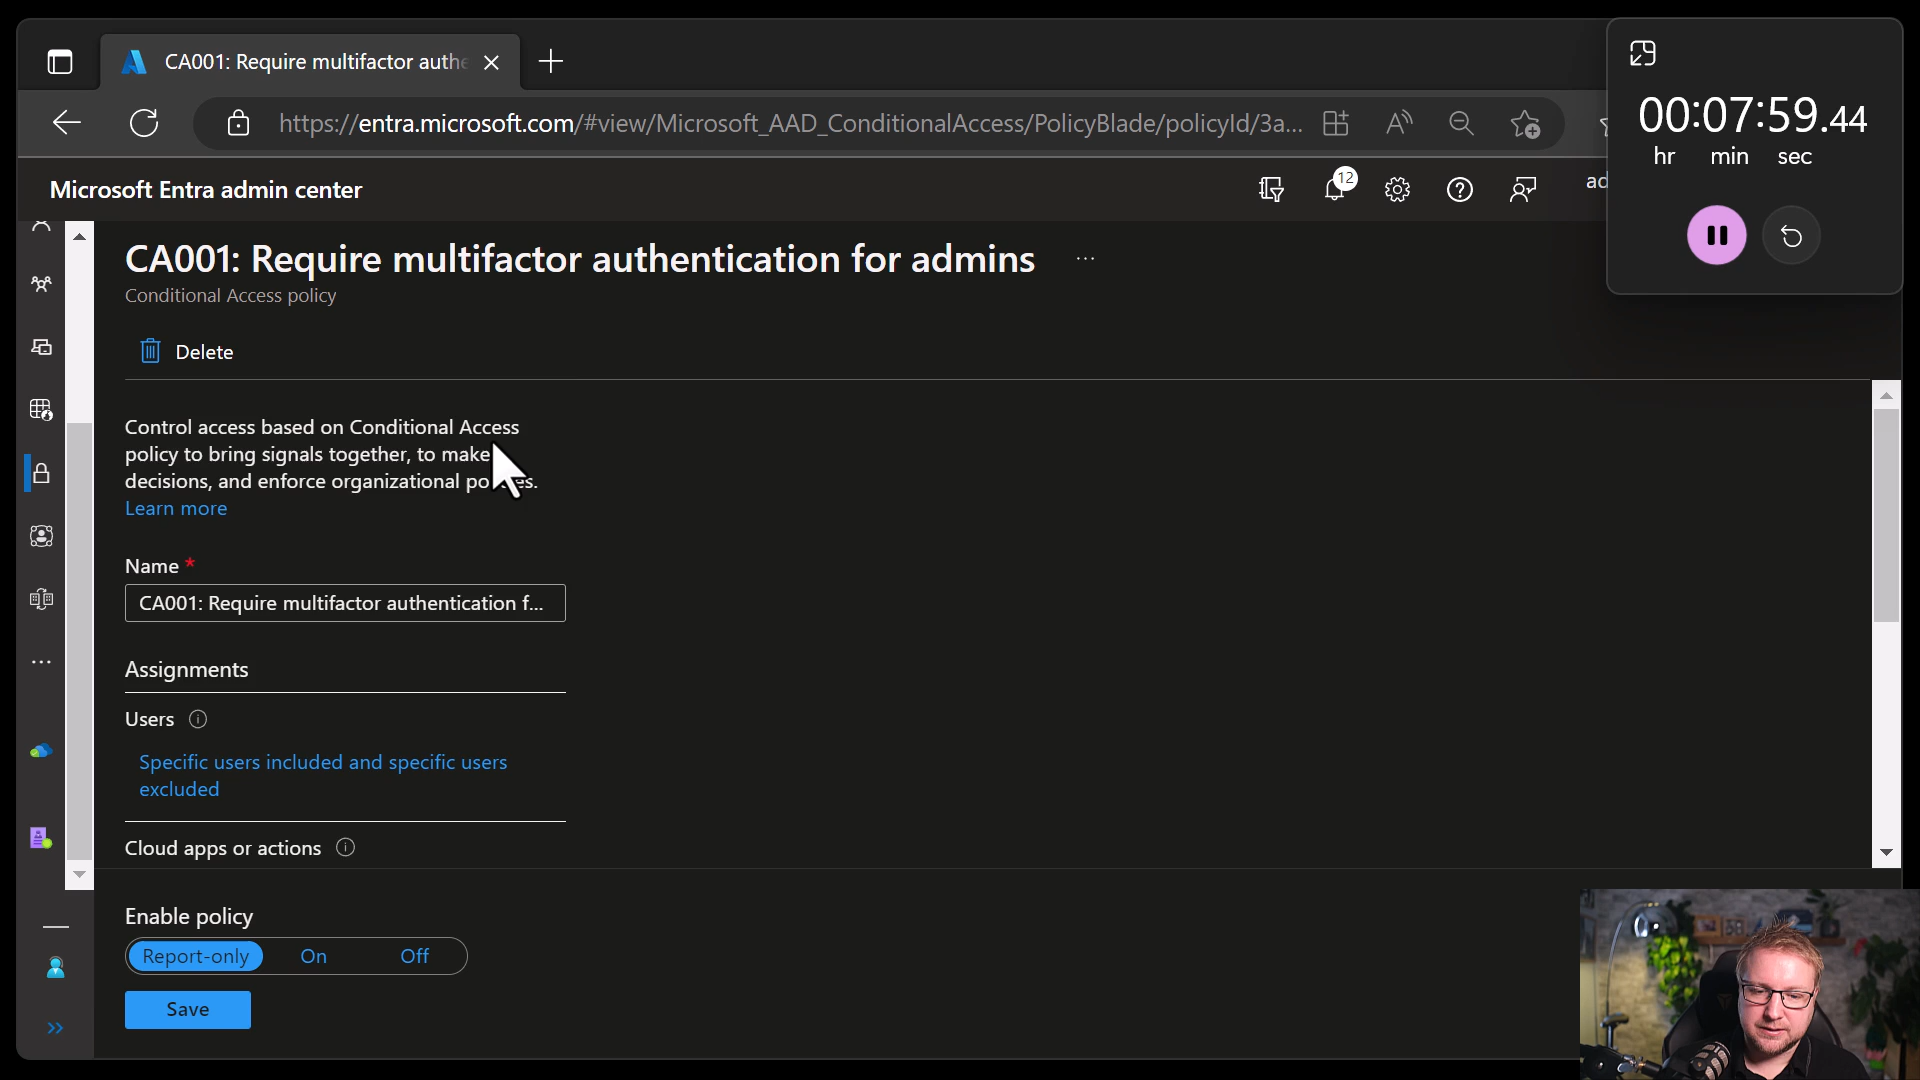 CA001: Require multifactor authe
https://entra.microsoft.com/#view/Microsoft_AAD_ConditionalAccess/PolicyBlade/policyId/3a...
00:07:59.44
hr min sec
Microsoft Entra admin center
12
ad
CA001: Require multifactor authentication for admins
...
Conditional Access policy
Delete
Control access based on Conditional Access
policy to bring signals together, to make
decisions, and enforce organizational
Learn more
Name *
CA001: Require multifactor authentication f...
Assignments
Users
Specific users included and specific users
excluded
Cloud apps or actions
Enable policy
Report-only On Off
Save